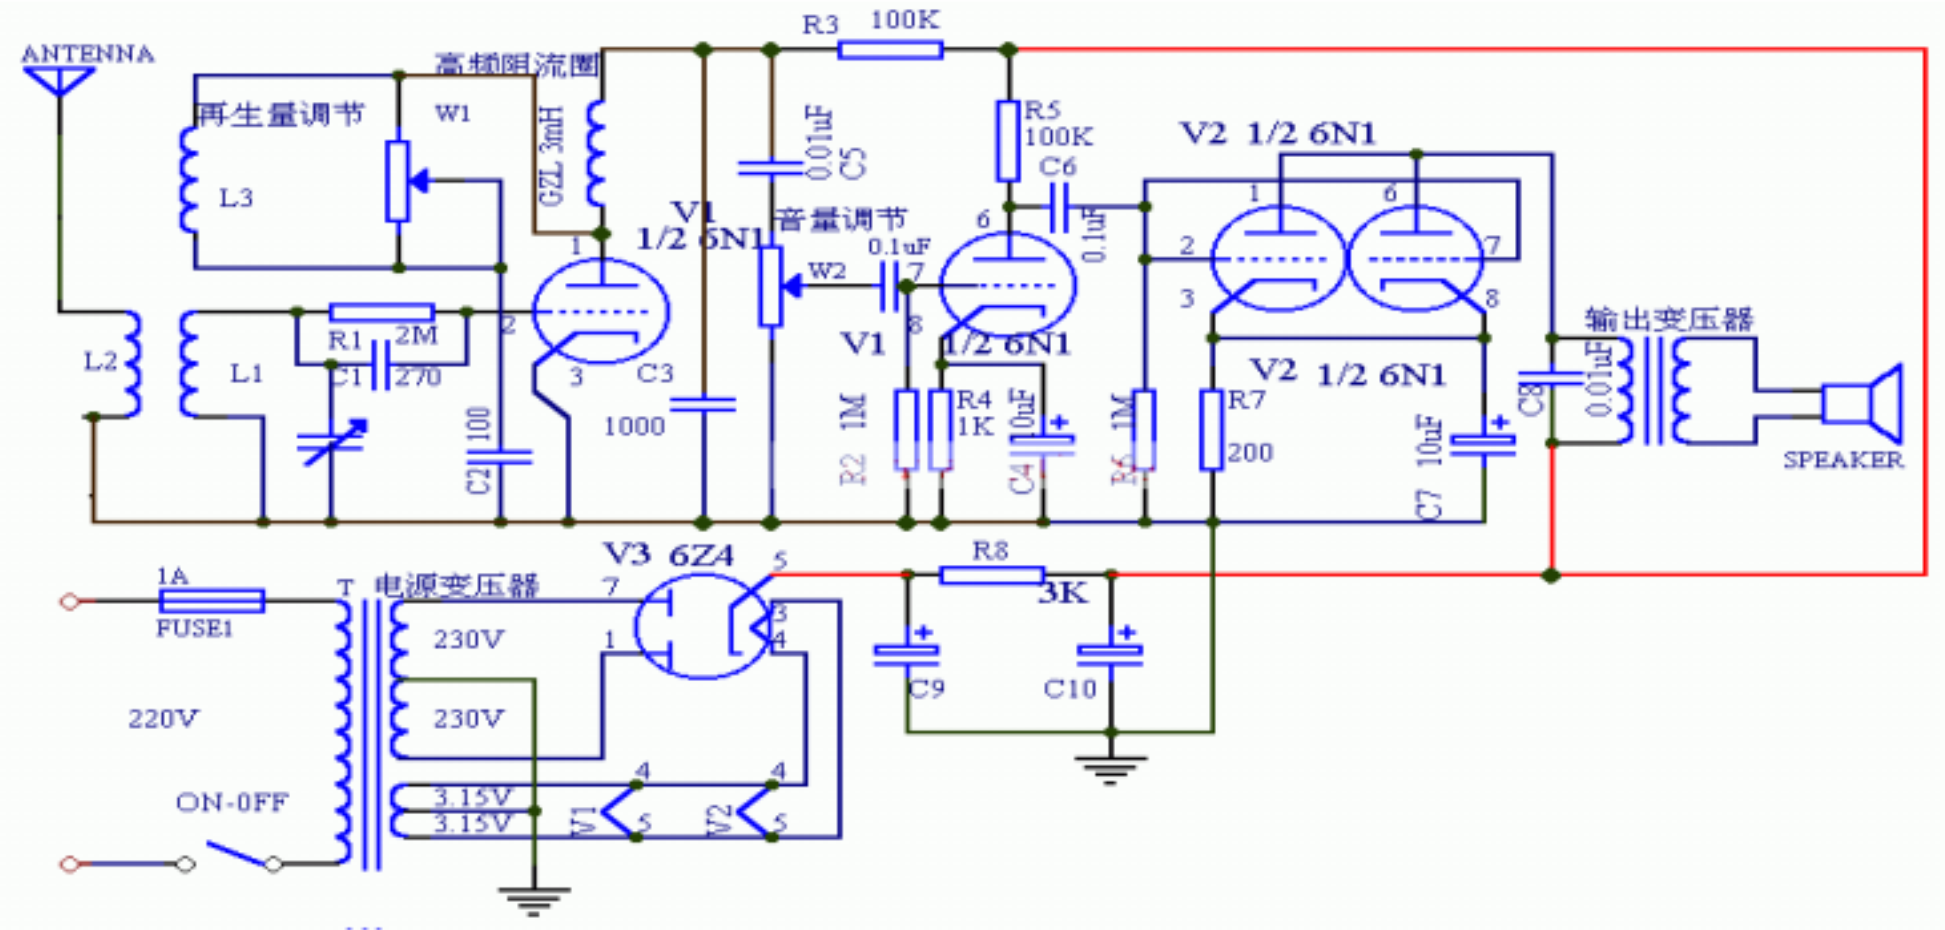 ANTENNA
高频阻流圈
R3
100K
再生量调节
W1
GZL 3mH
0.01uF
C5
R5
100K
C6
0.1uF
V2 1/2 6N1
L3
V1
1/2 6N1
音量调节
0.1uF
W2
1
2
3
6
7
8
V1
1/2 6N1
1
6
2
7
3
8
V2 1/2 6N1
L2
L1
R1
2M
C1
270
C2 100
C3
1000
R2 1M
R4
1K
10uF
C4
R6 1M
R7
200
C7 10uF
C8
0.01uF
输出变压器
SPEAKER
1A
FUSE1
T
电源变压器
V3 6Z4
7
1
5
3
4
R8
3K
C9
C10
230V
230V
220V
ON-OFF
3.15V
3.15V
V1
4
5
V2
4
5